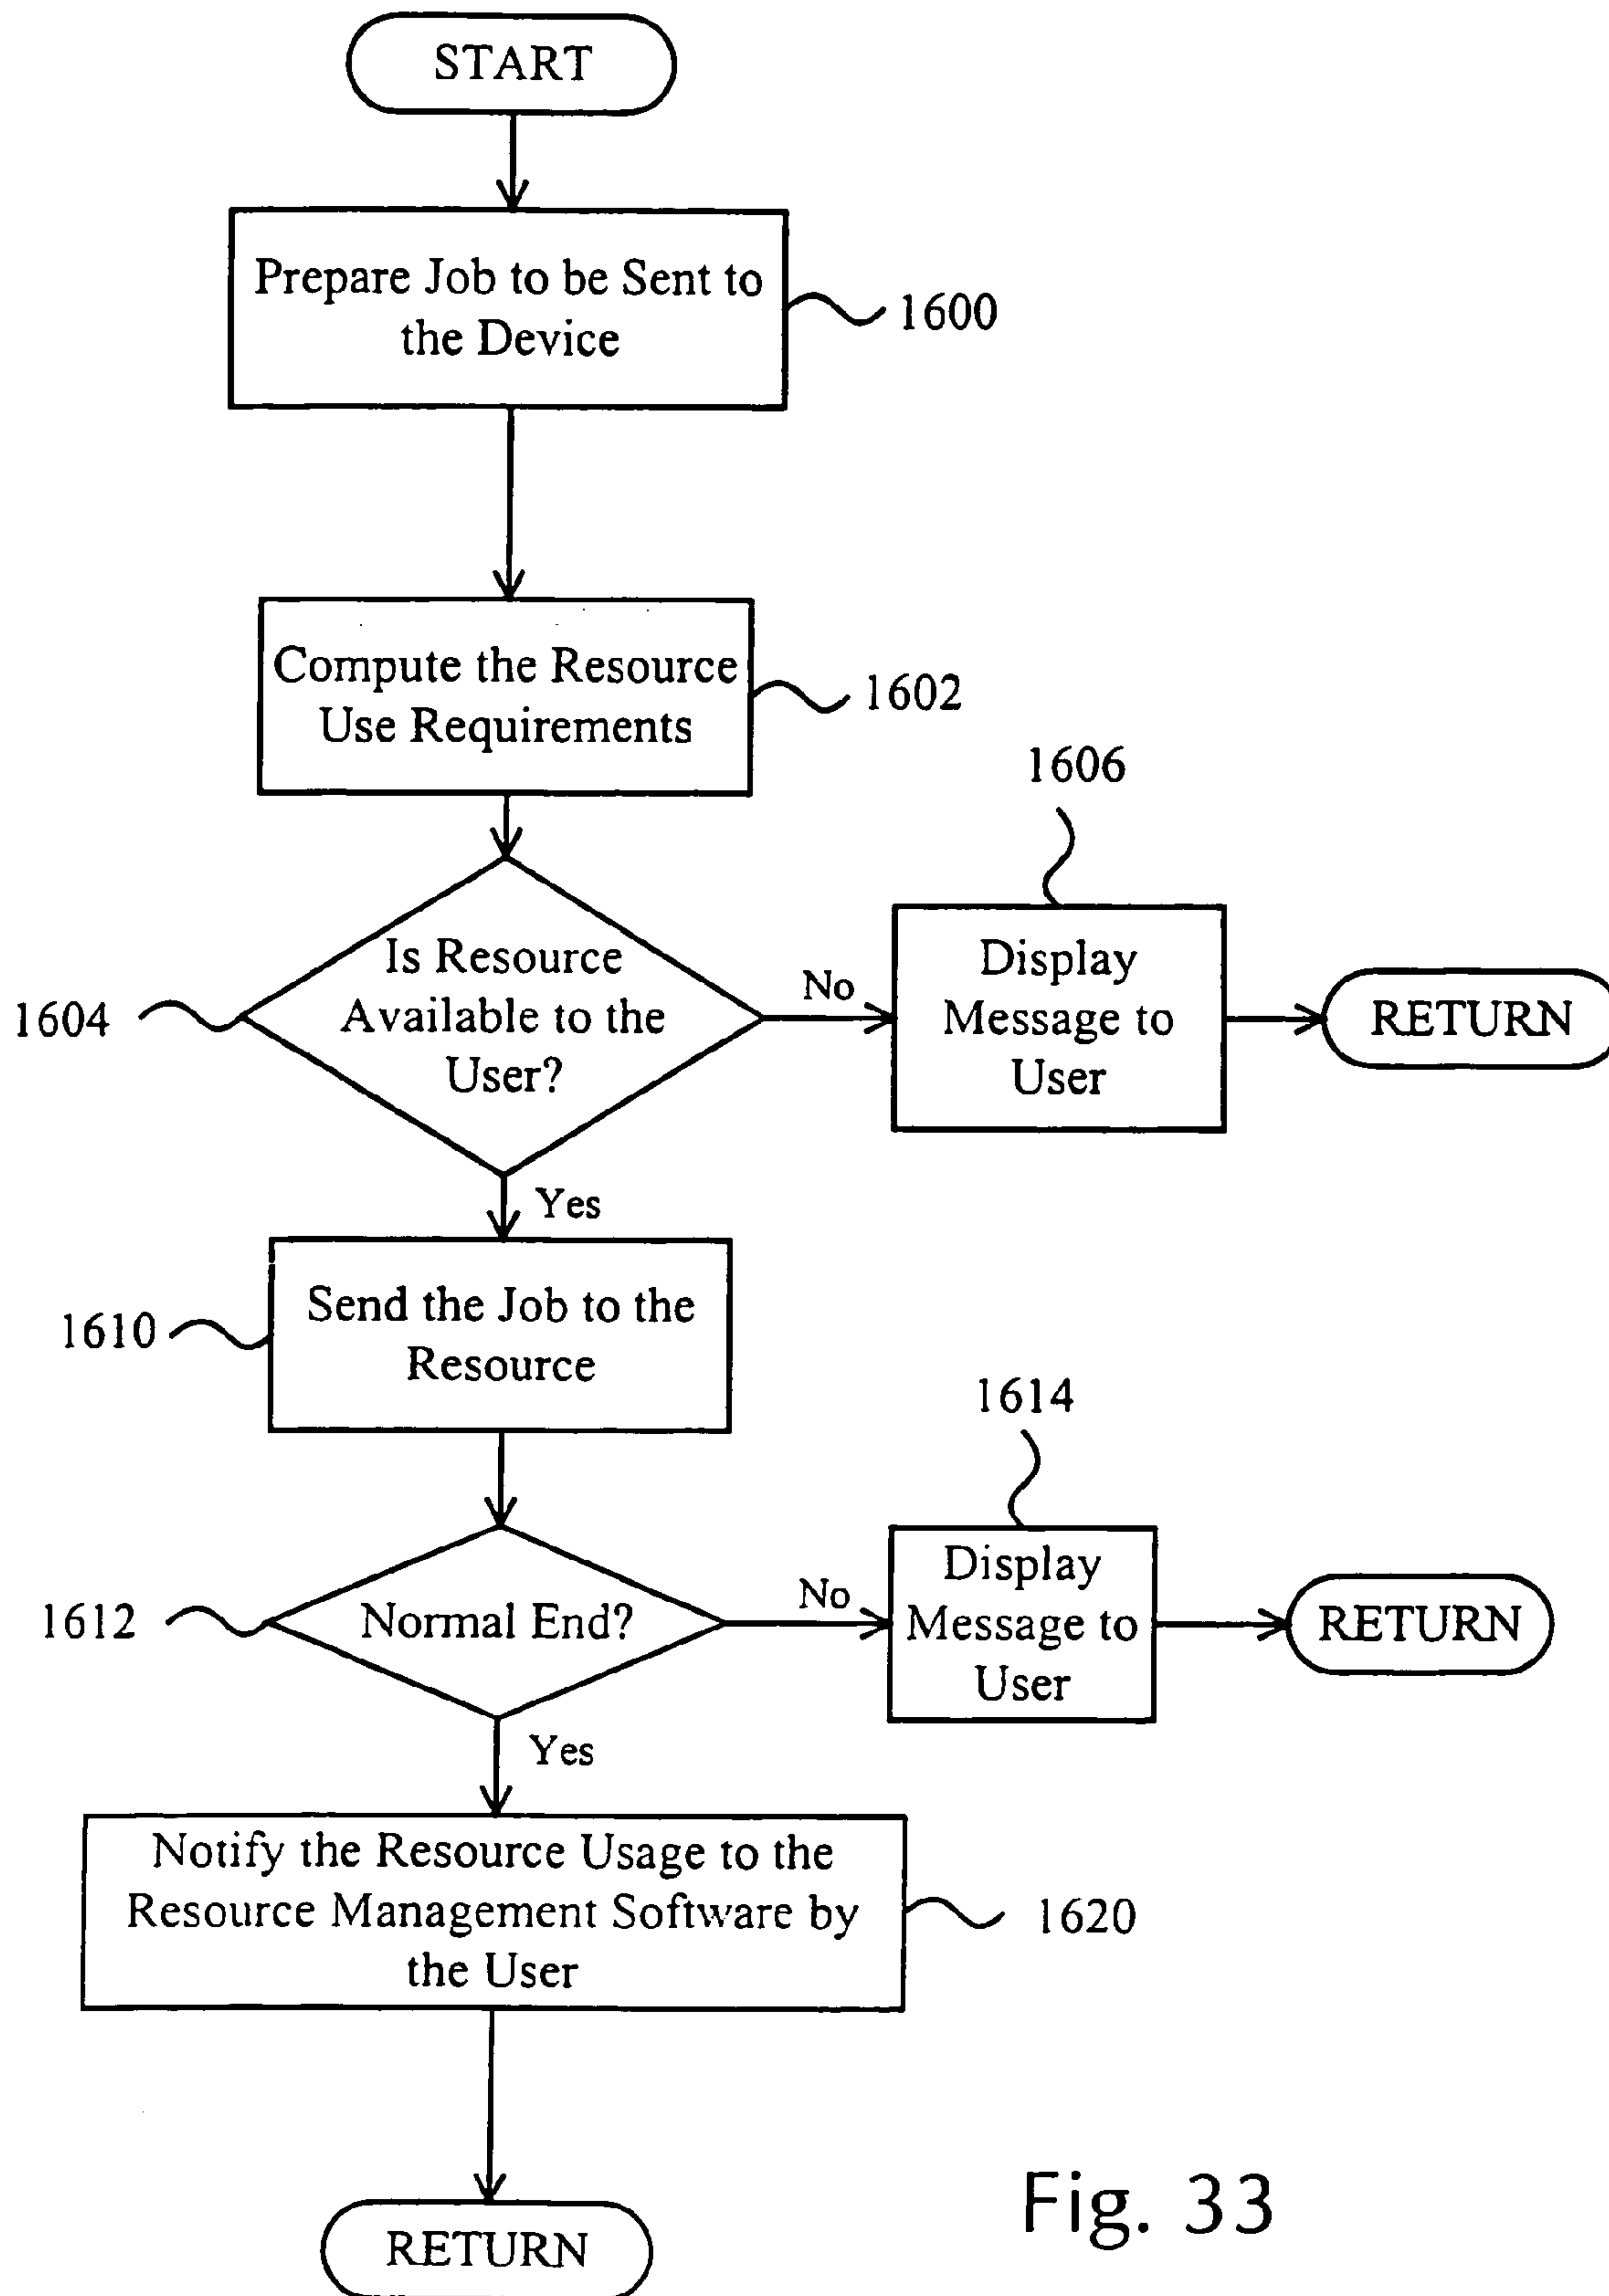 START
Prepare Job to be Sent to
the Device
1600
Compute the Resource
Use Requirements
1602
1606
Is Resource
Available to the
User?
1604
No
Display
Message to
User
RETURN
Yes
Send the Job to the
Resource
1610
1614
Normal End?
1612
No
Display
Message to
User
RETURN
Yes
Notify the Resource Usage to the
Resource Management Software by
the User
1620
RETURN
Fig. 33